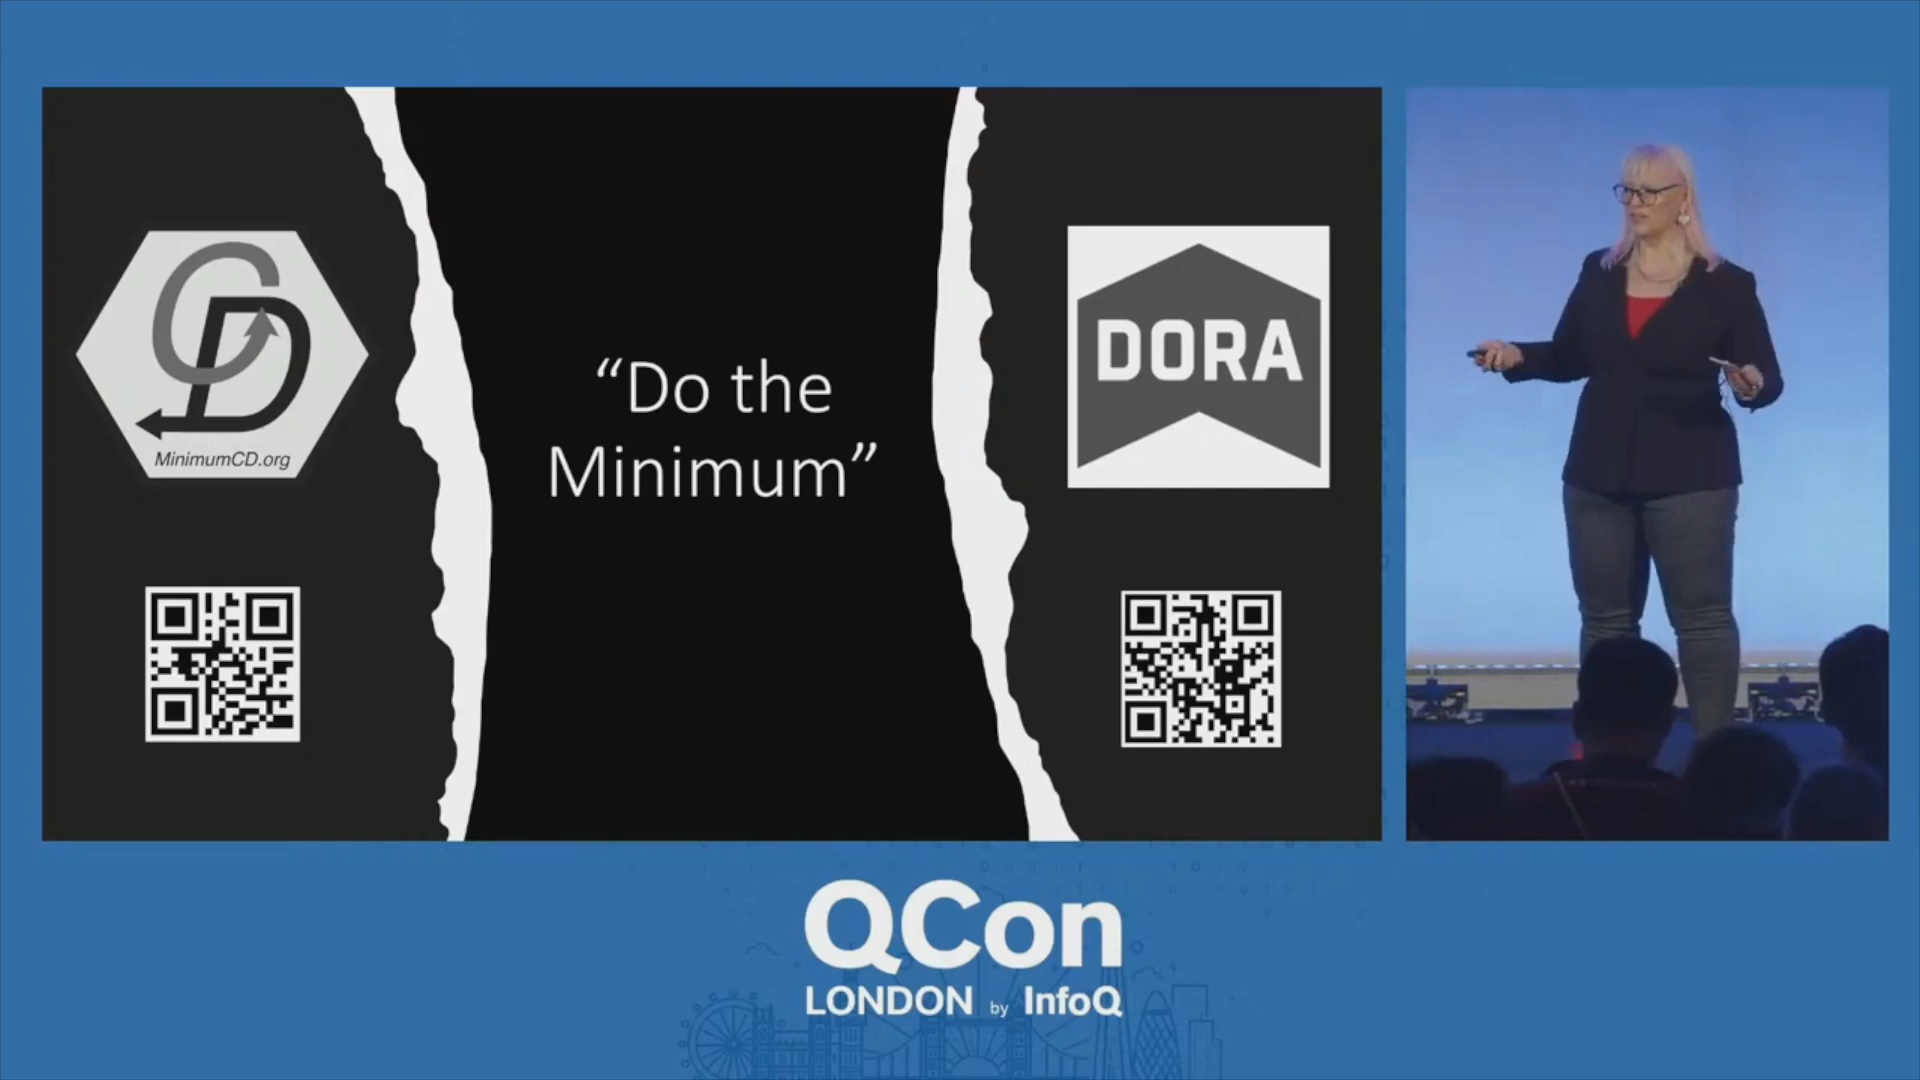 MinimumCD.org
“Do the
Minimum”
DORA
QCon
LONDON by InfoQ